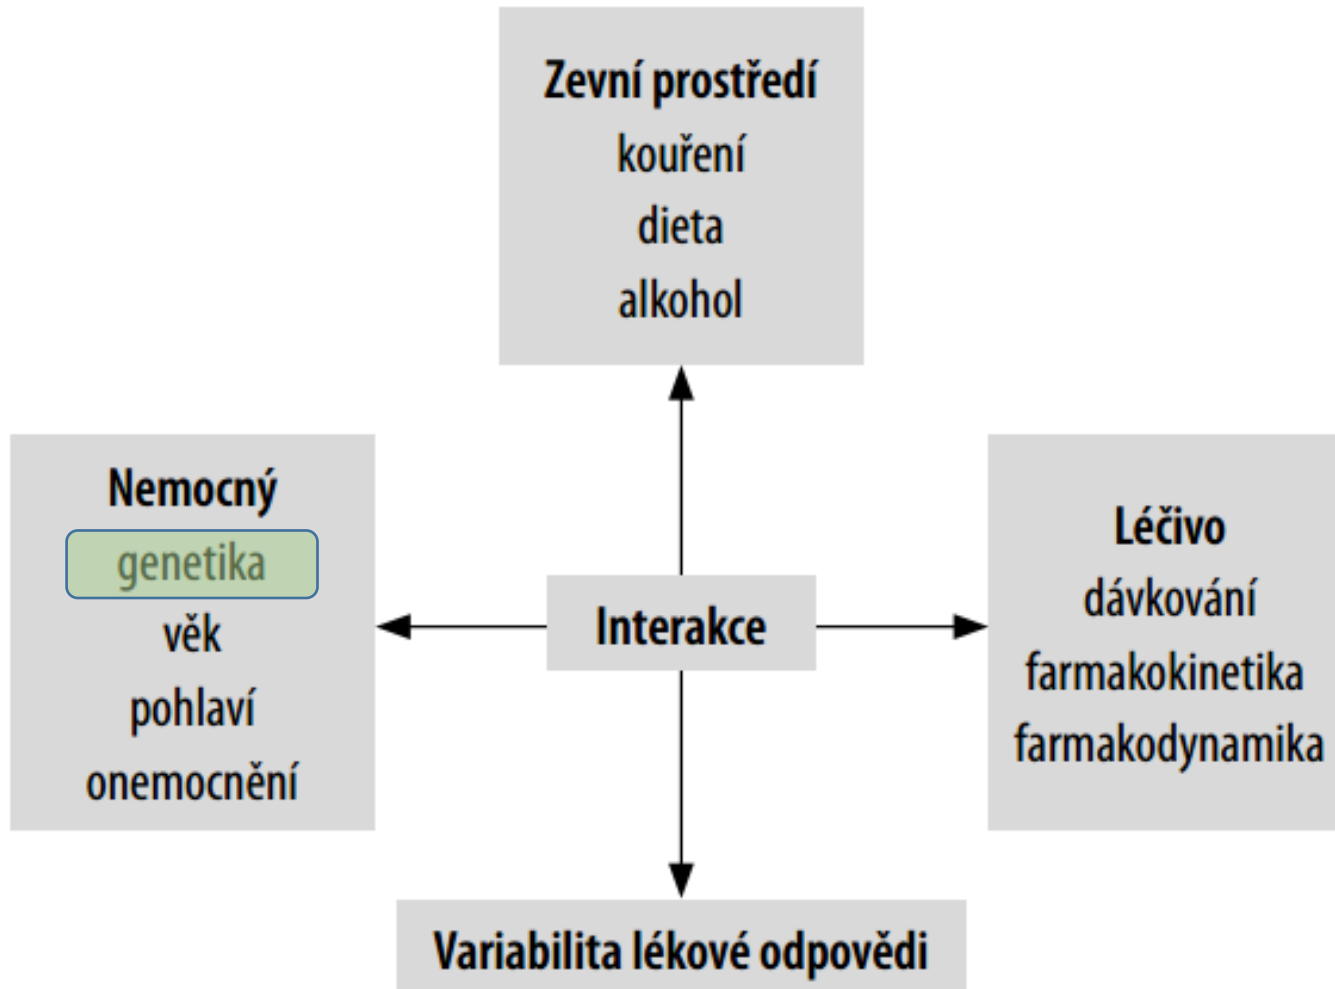 Zevní prostředí
kouření
dieta
alkohol
Nemocný
genetika
věk
pohlaví
onemocnění
Interakce
Léčivo
dávkování
farmakokinetika
farmakodynamika
Variabilita lékové odpovědi